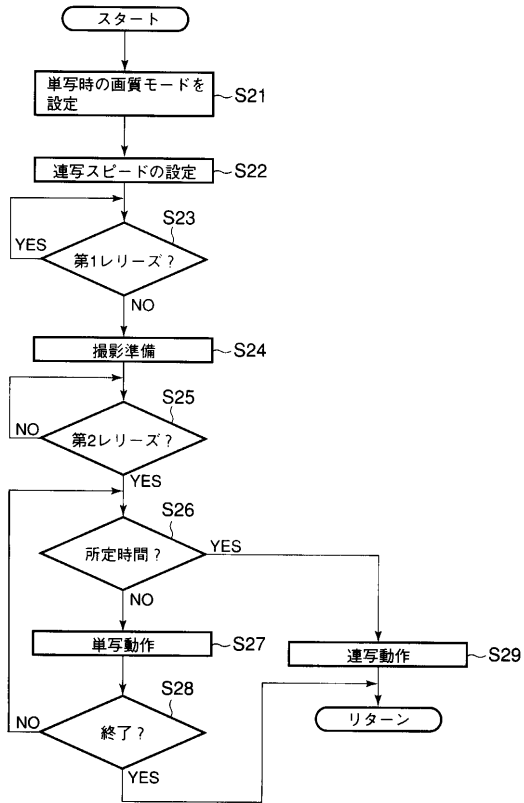 スタート
単写時の画質モードを
設定
S21
連写スピードの設定
S22
S23
YES
第1レリーズ？
NO
撮影準備
S24
S25
NO
第2レリーズ？
YES
S26
所定時間？
YES
NO
単写動作
S27
連写動作
S29
S28
NO
終了？
リターン
YES